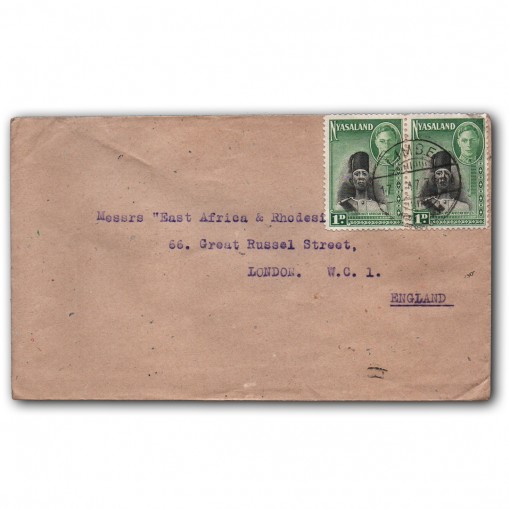 NYASALAND NYASALAND
1D 1D
Messrs "East Africa & Rhodesi
66. Great Russel Street,
LONDON. W.C 1.
ENGLAND